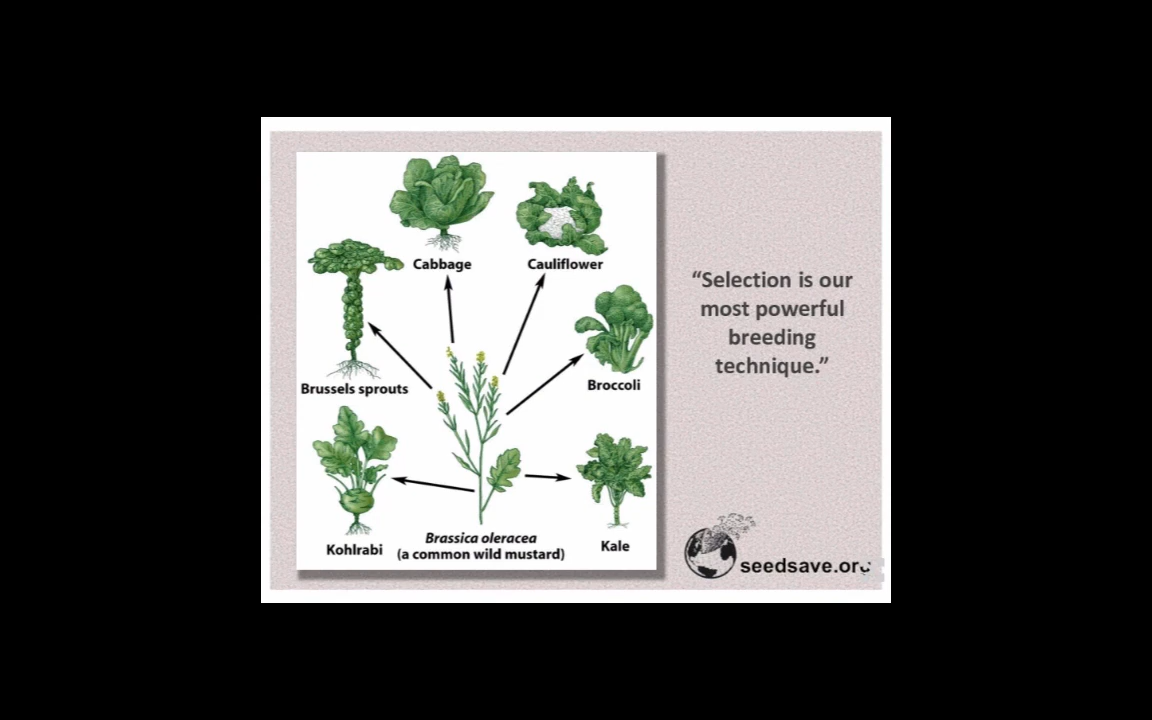 Cabbage
Cauliflower
Brussels sprouts
Broccoli
Kohlrabi
Brassica oleracea
(a common wild mustard)
Kale
“Selection is our
most powerful
breeding
technique.”
seedsave.org